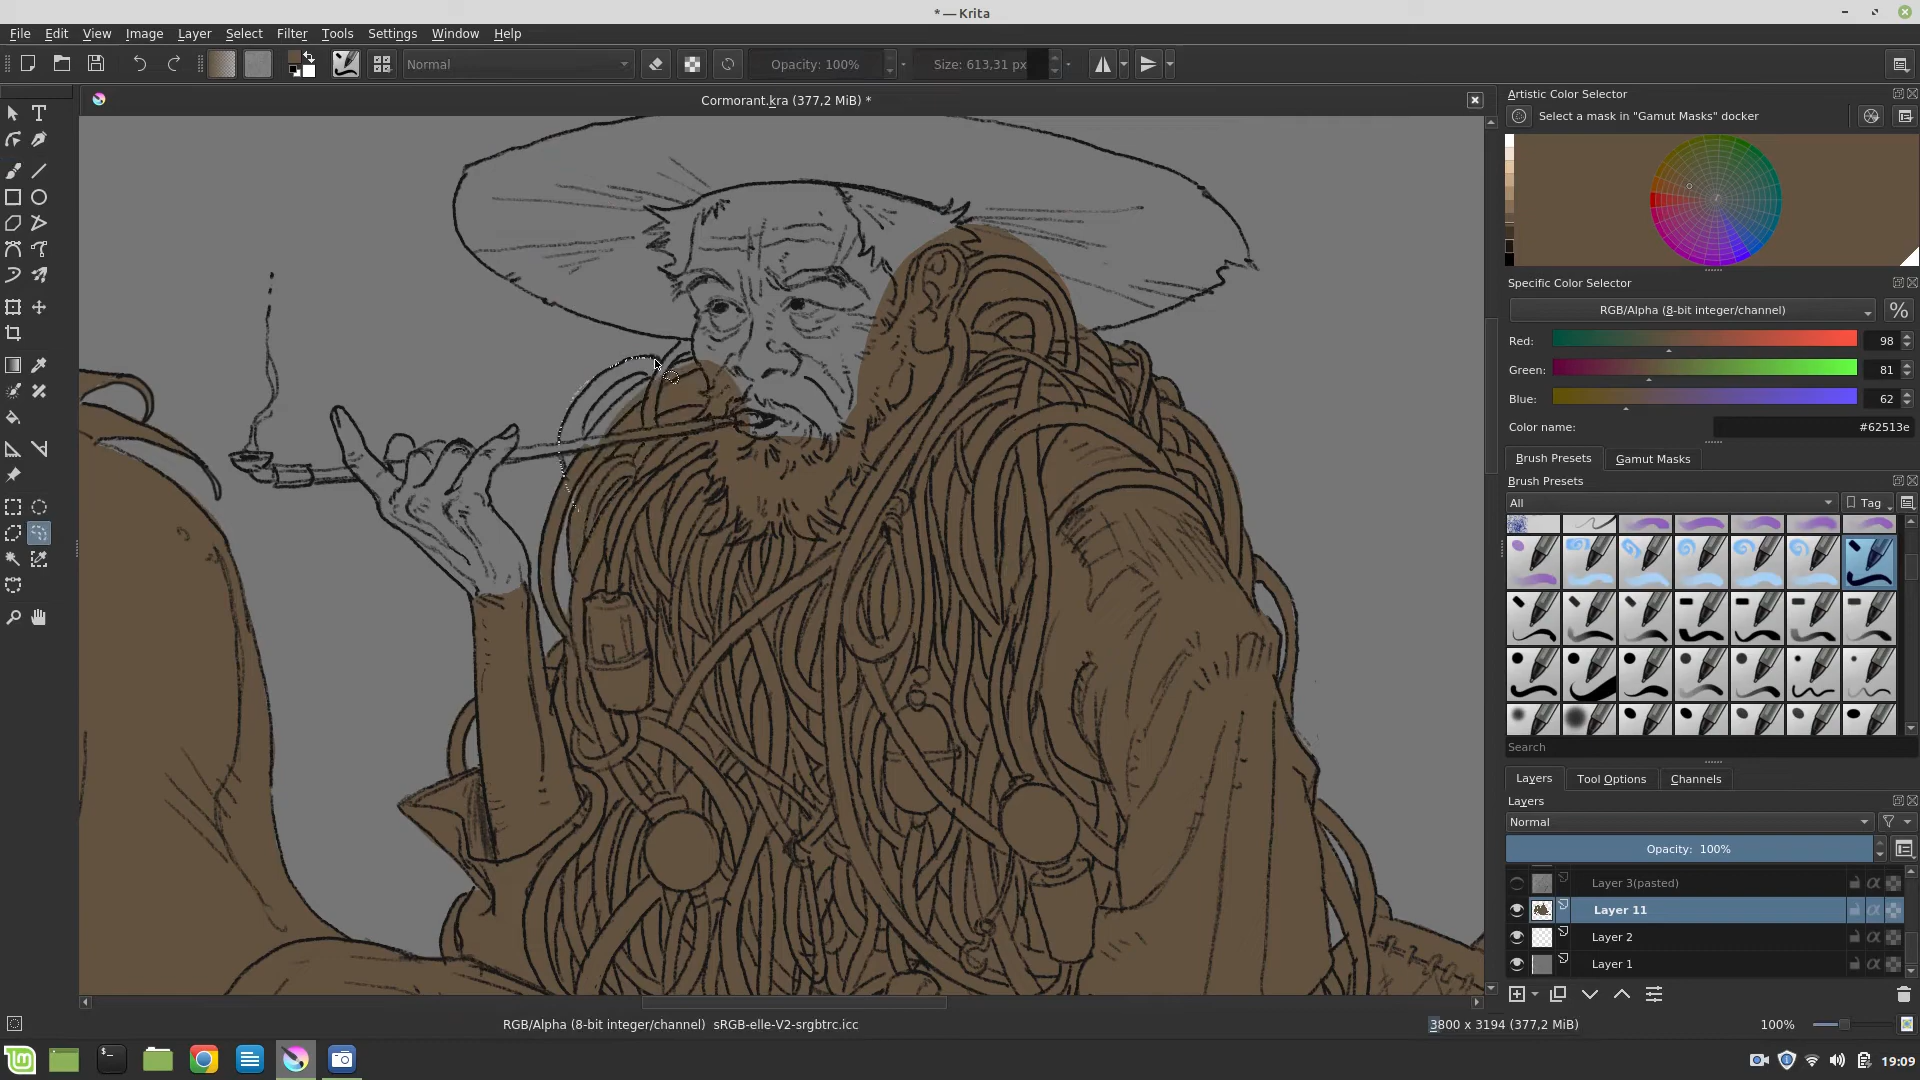 * — Krita
File Edit View Image Layer Select Filter Tools Settings Window Help
Normal
Opacity: 100%
Size: 613,31 px
Cormorant.kra (377,2 MiB) *
Artistic Color Selector
Select a mask in "Gamut Masks" docker
Specific Color Selector
RGB/Alpha (8-bit integer/channel)
%
Red: 98
Green: 81
Blue: 62
Color name: #62513e
Brush Presets Gamut Masks
Brush Presets
All
Tag
Search
Layers Tool Options Channels
Layers
Normal
Opacity: 100%
Layer 3(pasted)
Layer 11
Layer 2
Layer 1
RGB/Alpha (8-bit integer/channel) sRGB-elle-V2-srgbtrc.icc
3800 x 3194 (377,2 MiB)
100%
19:09